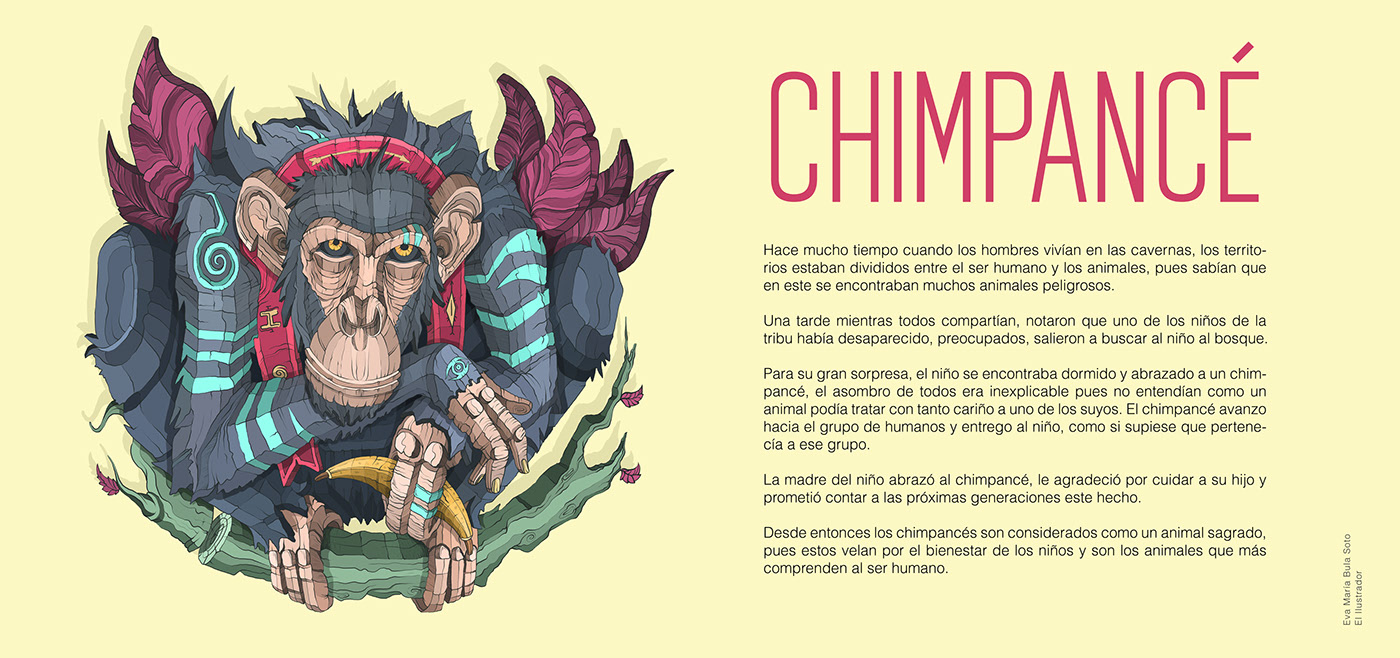 CHIMPANCÉ
Hace mucho tiempo cuando los hombres vivían en las cavernas, los territo-
rios estaban divididos entre el ser humano y los animales, pues sabían que
en este se encontraban muchos animales peligrosos.
Una tarde mientras todos compartían, notaron que uno de los niños de la
tribu había desaparecido, preocupados, salieron a buscar al niño al bosque.
Para su gran sorpresa, el niño se encontraba dormido y abrazado a un chim-
pancé, el asombro de todos era inexplicable pues no entendían como un
animal podía tratar con tanto cariño a uno de los suyos. El chimpancé avanzo
hacia el grupo de humanos y entrego al niño, como si supiese que pertene-
cía a ese grupo.
La madre del niño abrazó al chimpancé, le agradeció por cuidar a su hijo y
prometió contar a las próximas generaciones este hecho.
Desde entonces los chimpancés son considerados como un animal sagrado,
pues estos velan por el bienestar de los niños y son los animales que más
comprenden al ser humano.
Eva María Bula Soto
El Ilustrador